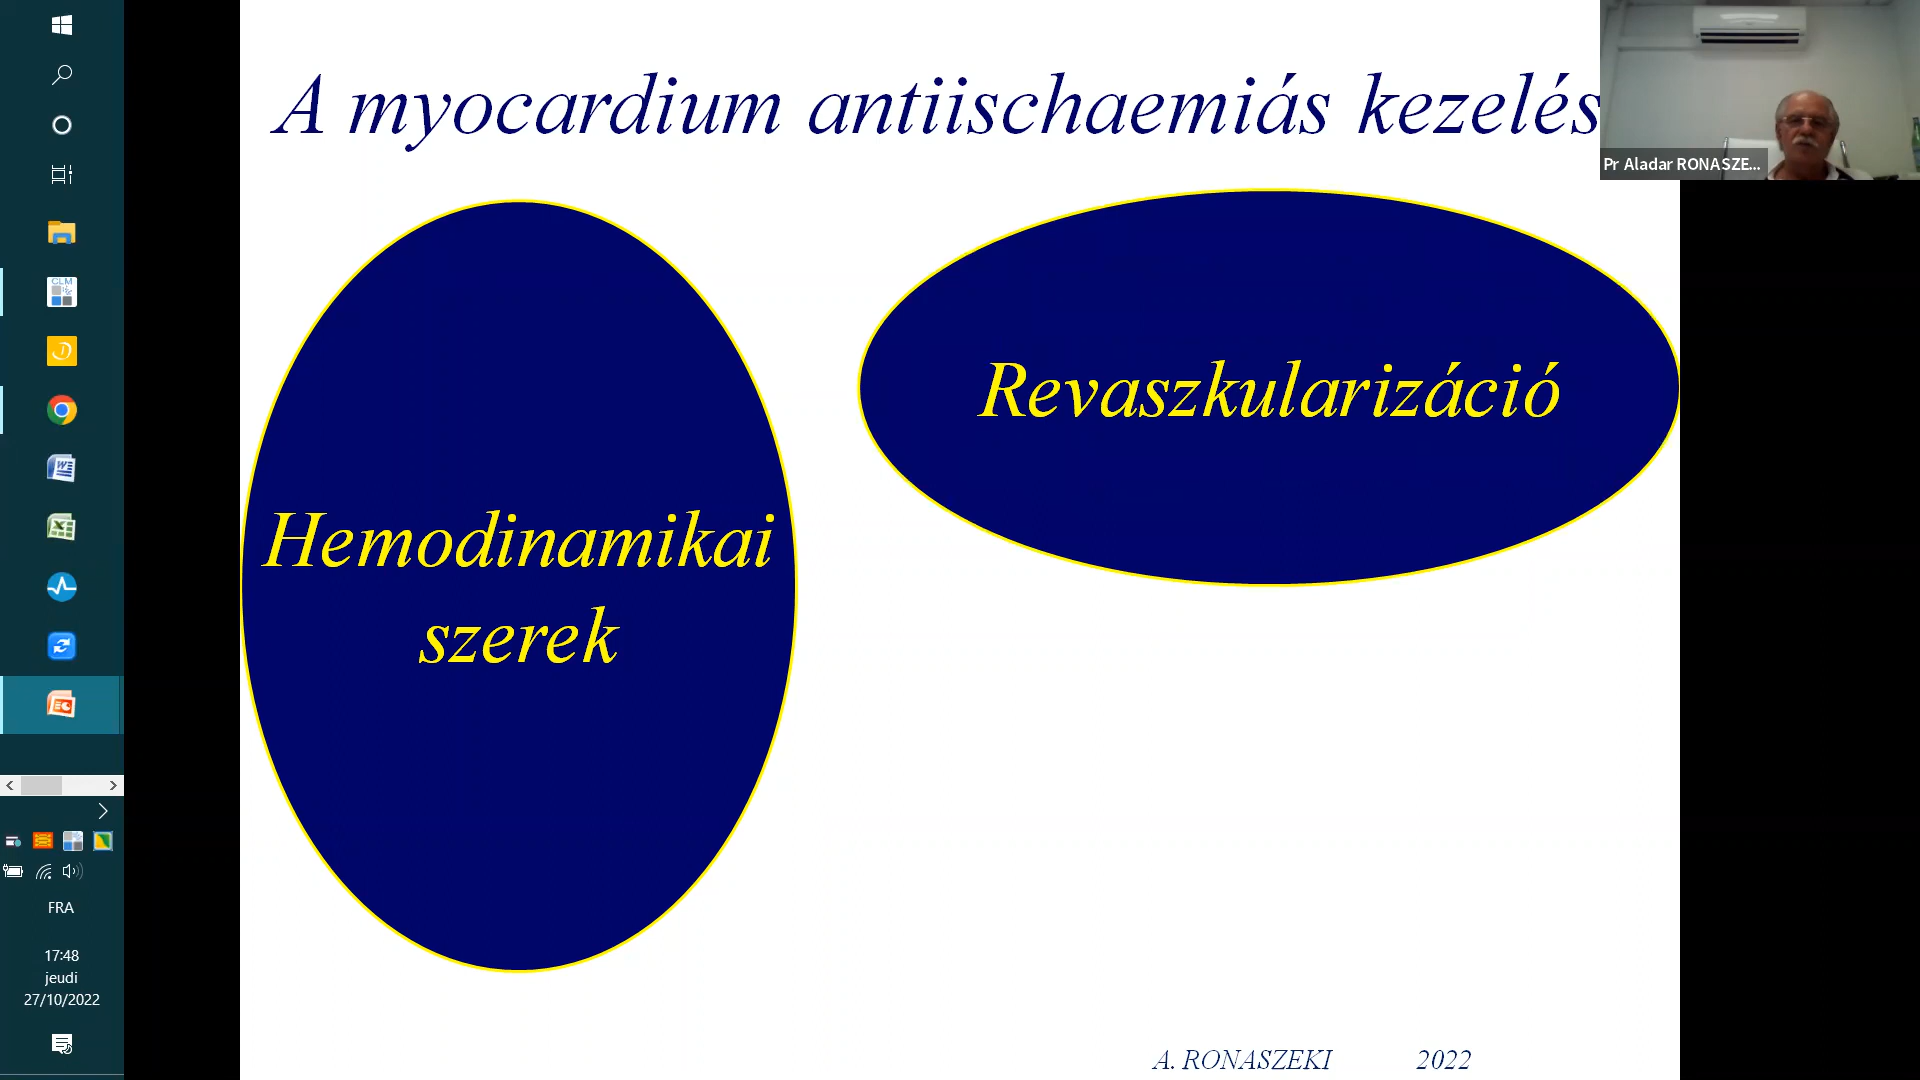 A myocardium antiischaemiás kezelés
Pr Aladar RONASZE...
Revaszkularizáció
Hemodinamikai
szerek
A. RONASZEKI 2022
FRA
17:48
jeudi
27/10/2022